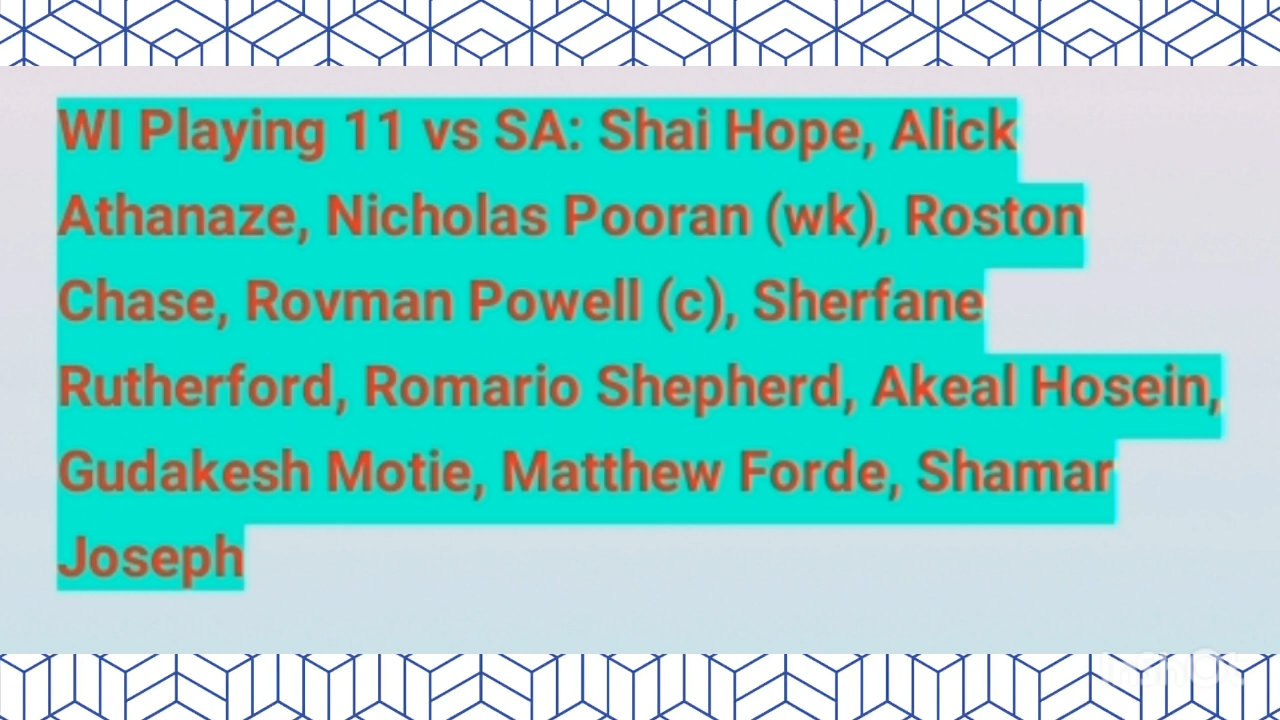 WI Playing 11 vs SA: Shai Hope, Alick
Athanaze, Nicholas Pooran (wk), Roston
Chase, Rovman Powell (c), Sherfane
Rutherford, Romario Shepherd, Akeal Hosein,
Gudakesh Motie, Matthew Forde, Shamar
Joseph
InShOt